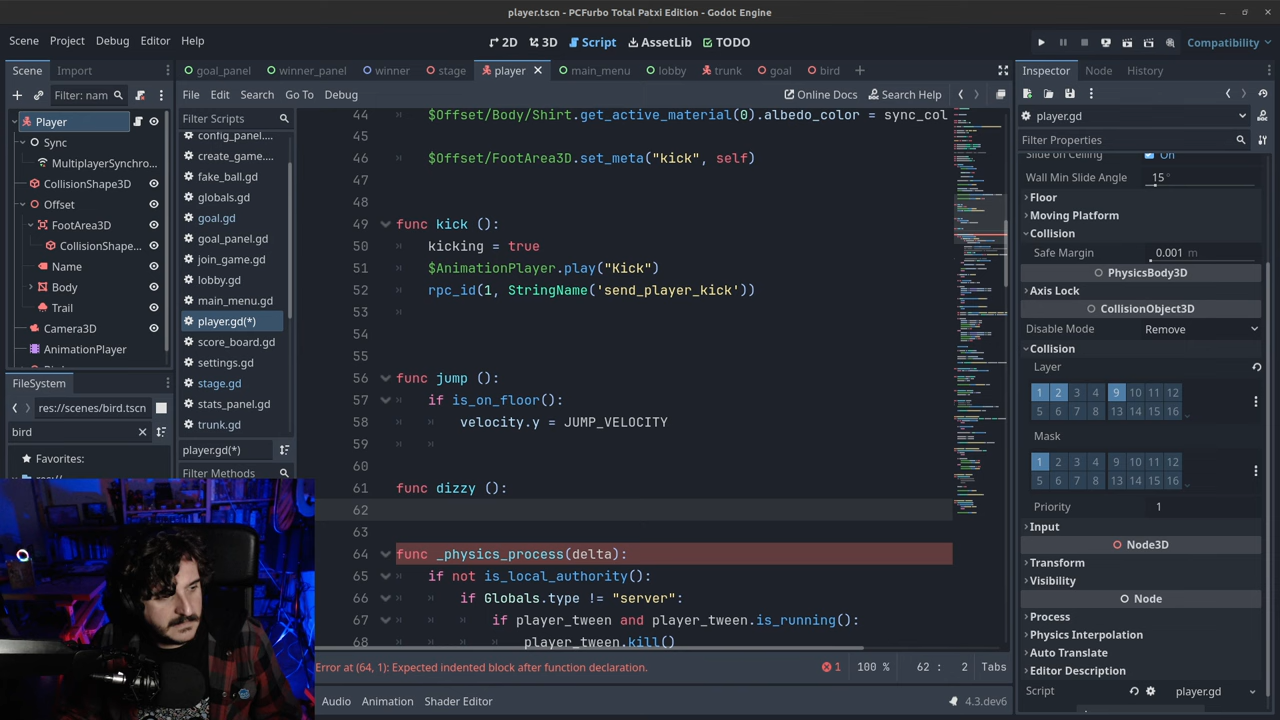 player.tscn - PCFurbo Total Patxi Edition - Godot Engine
Scene Project Debug Editor Help
2D 3D Script AssetLib TODO
Compatibility
Scene Import
goal_panel winner_panel winner stage player main_menu lobby trunk goal bird
Inspector Node History
Filter: nam
File Edit Search Go To Debug
Online Docs Search Help
Player
Sync
MultiplayerSynchro...
CollisionShape3D
Offset
FootArea3D
CollisionShape...
Name
Body
Trail
Camera3D
AnimationPlayer
FileSystem
res://scenes/bird.tscn
bird
Favorites:
Filter Scripts
config_panel....
create_game....
fake_ball.gd
globals.gd
goal.gd
goal_panel.gd
join_game.gd
lobby.gd
main_menu.gd
player.gd(*)
score_board.gd
settings.gd
stage.gd
stats_panel.gd
trunk.gd
player.gd(*)
Filter Methods
44 $Offset/Body/Shirt.get_active_material(0).albedo_color = sync_col
45
46 $Offset/FootArea3D.set_meta("kick", self)
47
48
49 func kick ():
50 kicking = true
51 $AnimationPlayer.play("Kick")
52 rpc_id(1, StringName('send_player_kick'))
53
54
55
56 func jump ():
57 if is_on_floor():
58 velocity.y = JUMP_VELOCITY
59
60
61 func dizzy ():
62
63
64 func _physics_process(delta):
65 if not is_local_authority():
66 if Globals.type != "server":
67 if player_tween and player_tween.is_running():
68 player_tween.kill()
Error at (64, 1): Expected indented block after function declaration.
1 100 % 62 : 2 Tabs
Audio Animation Shader Editor
4.3.dev6
player.gd
Filter Properties
Slide on Ceiling On
Wall Min Slide Angle 15 °
Floor
Moving Platform
Collision
Safe Margin 0.001 m
PhysicsBody3D
Axis Lock
CollisionObject3D
Disable Mode Remove
Collision
Layer
1 2 3 4 9 10 11 12
5 6 7 8 13 14 15 16
Mask
1 2 3 4 9 10 11 12
5 6 7 8 13 14 15 16
Priority 1
Input
Node3D
Transform
Visibility
Node
Process
Physics Interpolation
Auto Translate
Editor Description
Script player.gd